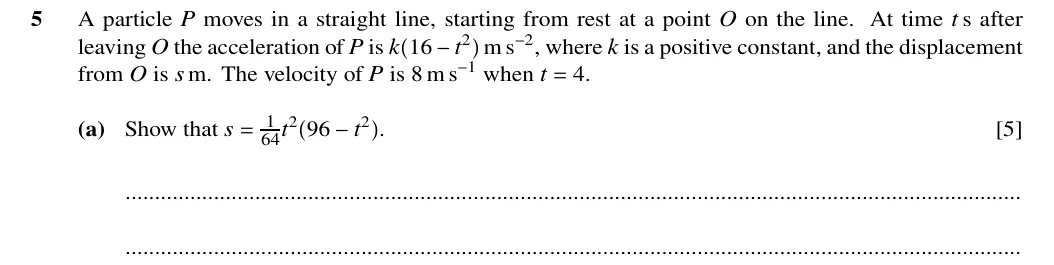 5 A particle P moves in a straight line, starting from rest at a point O on the line. At time t s after
leaving O the acceleration of P is k(16 – t²) m s⁻², where k is a positive constant, and the displacement
from O is s m. The velocity of P is 8 m s⁻¹ when t = 4.
(a) Show that s = 1/64 t²(96 – t²). [5]